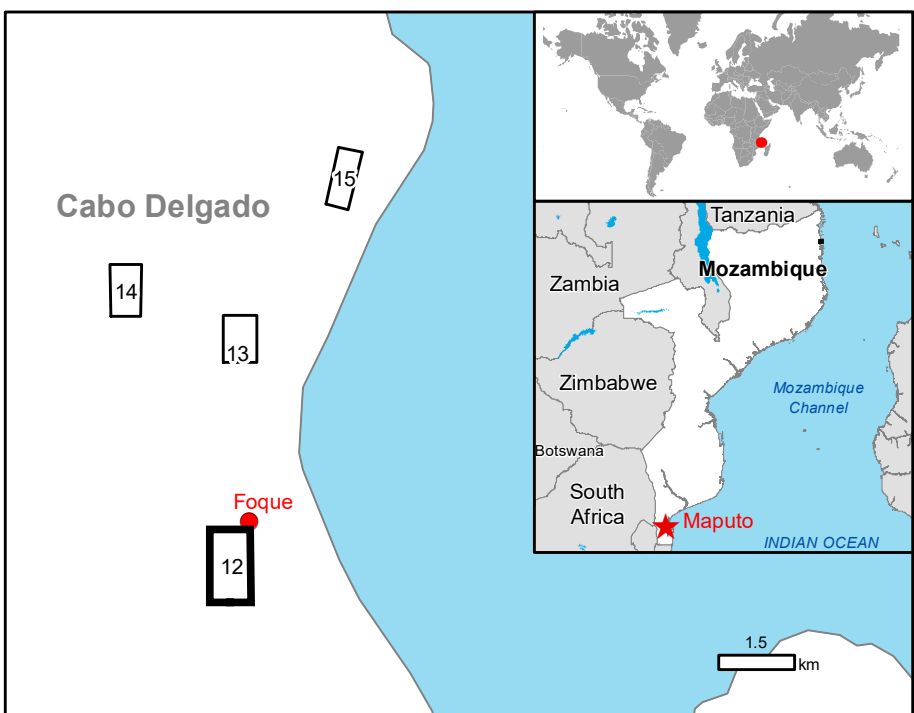 Cabo Delgado
15
14
13
Foque
12
Tanzania
Mozambique
Zambia
Zimbabwe
Mozambique
Channel
Botswana
South
Africa
Maputo
INDIAN OCEAN
1.5
km